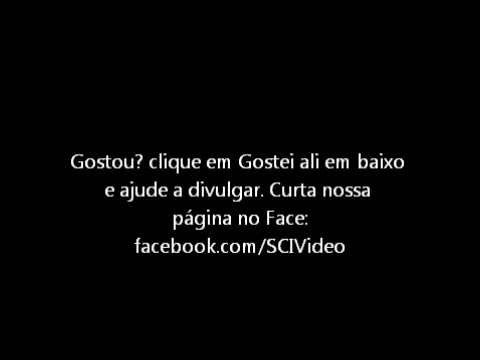 Gostou? clique em Gostei ali em baixo
e ajude a divulgar. Curta nossa
página no Face:
facebook.com/SCIVideo